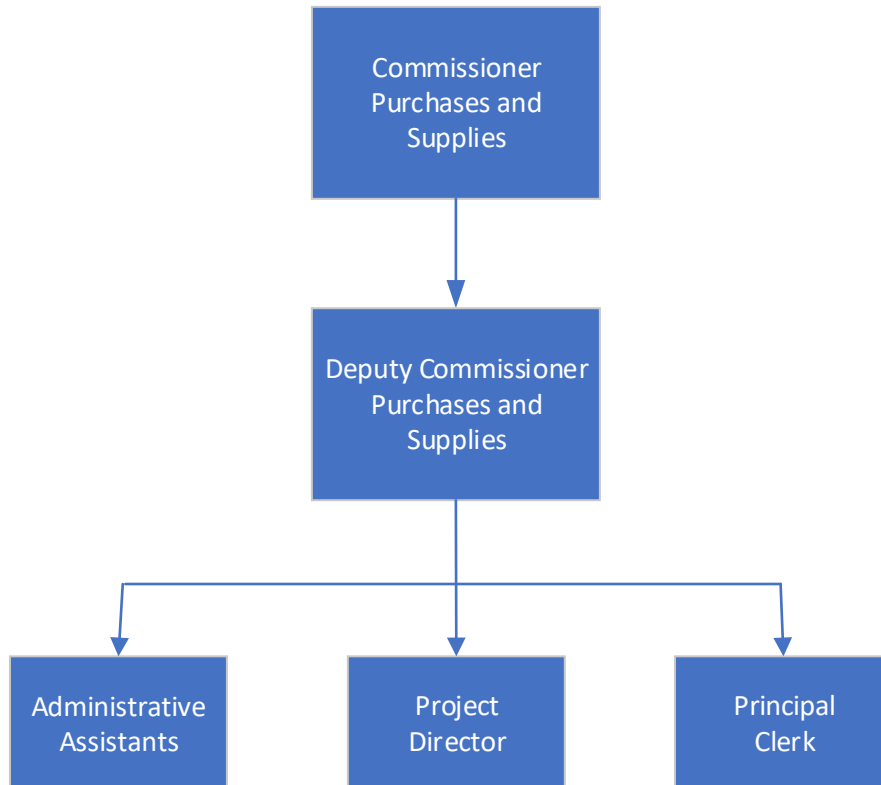 Commissioner
Purchases and
Supplies
Deputy Commissioner
Purchases and
Supplies
Administrative
Assistants
Project
Director
Principal
Clerk